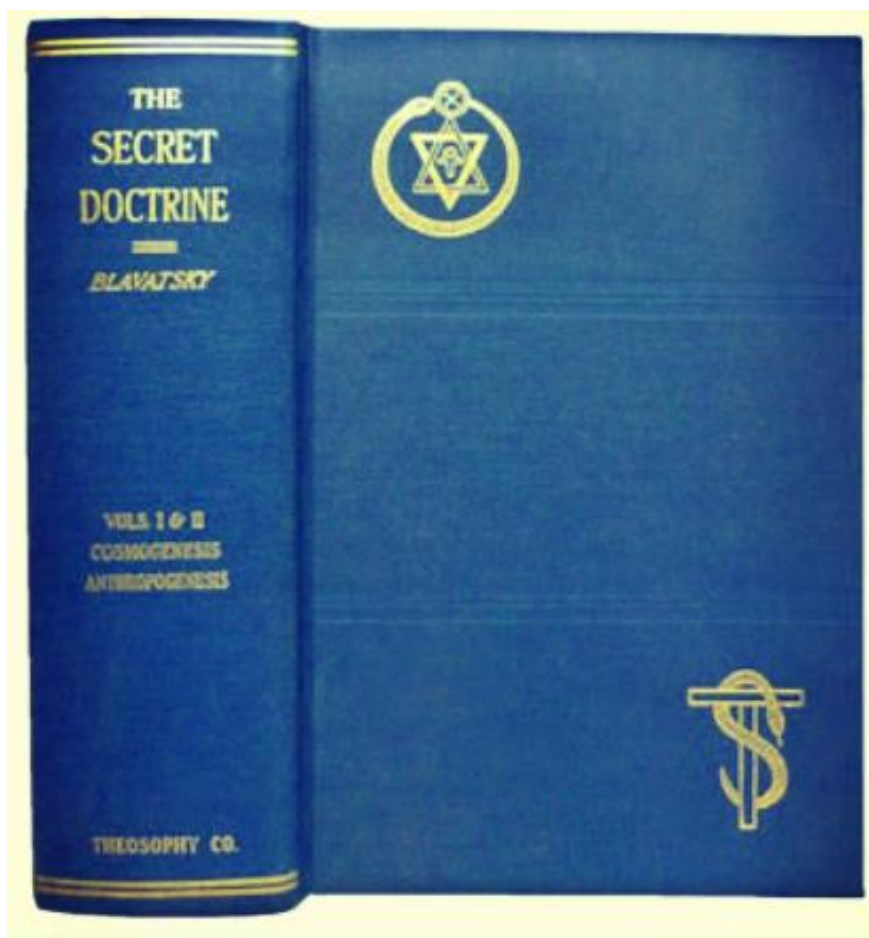 THE
SECRET
DOCTRINE
BLAVATSKY
VOLS. I & II
COSMOGENESIS
ANTHROPOGENESIS
THEOSOPHY CO.